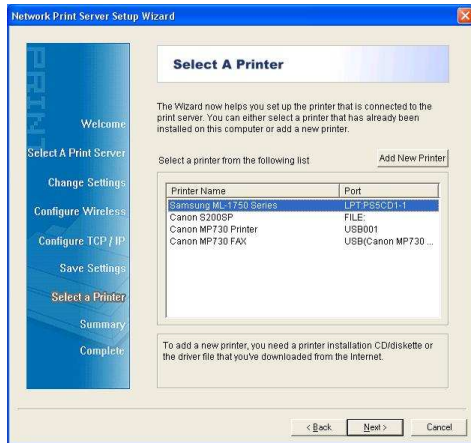 Network Print Server Setup Wizard
PRINT
Select A Printer
Welcome
Select A Print Server
Change Settings
Configure Wireless
Configure TCP / IP
Save Settings
Select a Printer
Summary
Complete
The Wizard now helps you set up the printer that is connected to the
print server. You can either select a printer that has already been
installed on this computer or add a new printer.
Select a printer from the following list
Add New Printer
Printer Name Port
Samsung ML-1750 Series LPT:PS5CD1-1
Canon S200SP FILE:
Canon MP730 Printer USB001
Canon MP730 FAX USB(Canon MP730 ...
To add a new printer, you need a printer installation CD/diskette or
the driver file that you've downloaded from the Internet.
< Back Next > Cancel